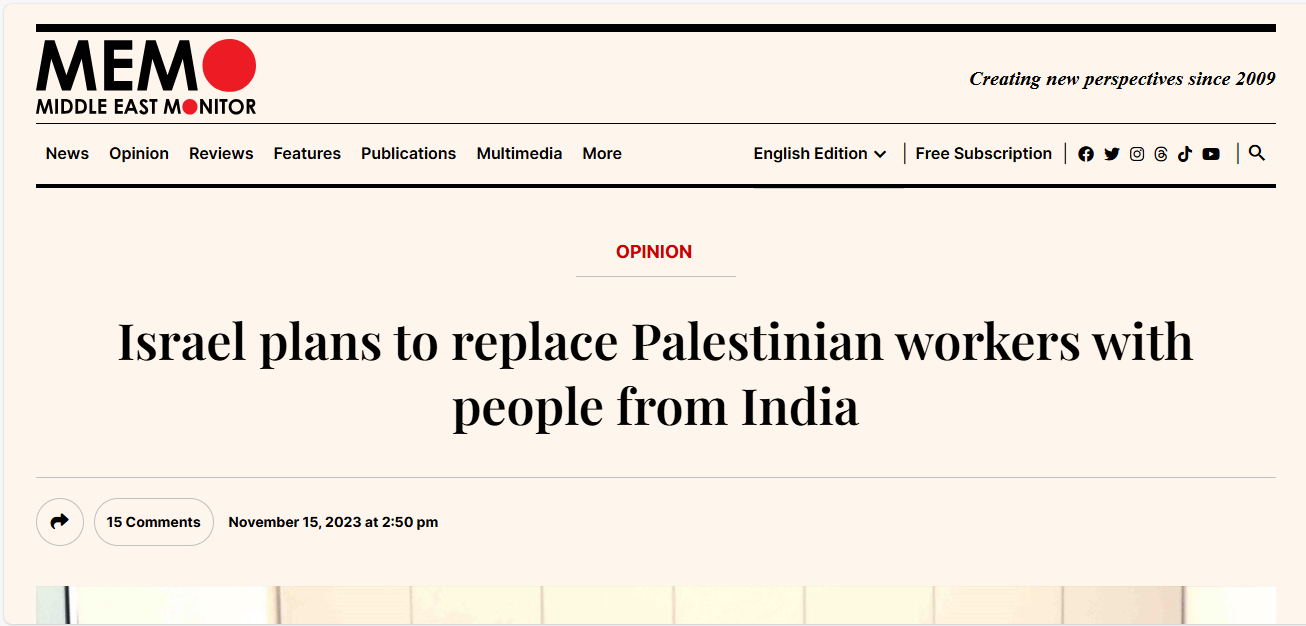 MEMO
MIDDLE EAST MONITOR
Creating new perspectives since 2009
News Opinion Reviews Features Publications Multimedia More English Edition Free Subscription
OPINION
Israel plans to replace Palestinian workers with
people from India
15 Comments November 15, 2023 at 2:50 pm